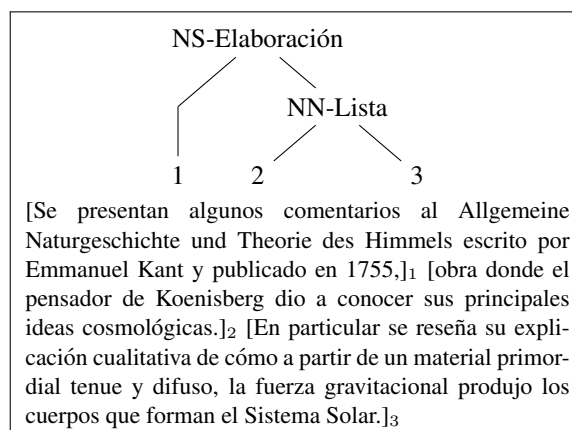 NS-Elaboración
NN-Lista
1 2 3
[Se presentan algunos comentarios al Allgemeine
Naturgeschichte und Theorie des Himmels escrito por
Emmanuel Kant y publicado en 1755,]1 [obra donde el
pensador de Koenisberg dio a conocer sus principales
ideas cosmológicas.]2 [En particular se reseña su expli-
cación cualitativa de cómo a partir de un material primor-
dial tenue y difuso, la fuerza gravitacional produjo los
cuerpos que forman el Sistema Solar.]3